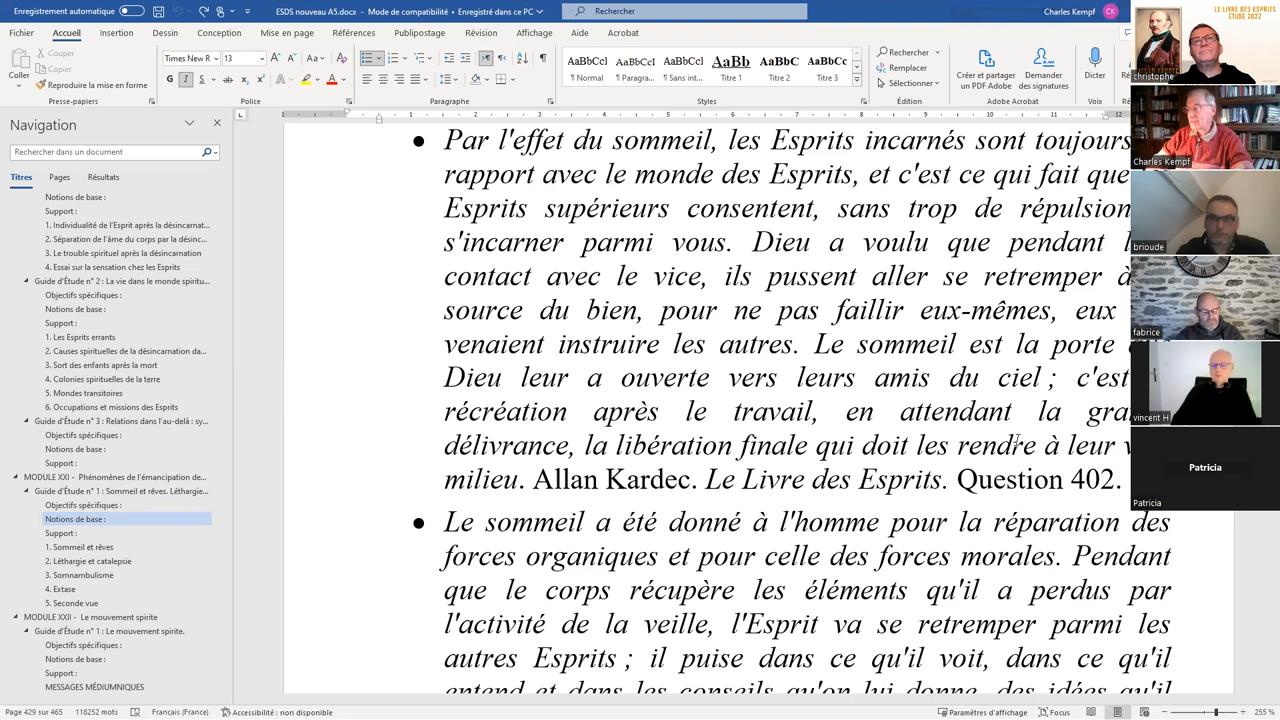 Enregistrement automatique
ESDS nouveau A5.docx - Mode de compatibilité • Enregistré dans ce PC
Rechercher
Charles Kempf
CK
Fichier Accueil Insertion Dessin Conception Mise en page Références Publipostage Révision Affichage Aide Acrobat
Coller
Couper
Copier
Reproduire la mise en forme
Presse-papiers
Times New R
13
G I S
Police
Paragraphe
AaBbCcI AaBbCcI AaBbCcI AaBb AaBbC AaBbCc
¶ Normal ¶ Paragra... ¶ Sans int... Titre 1 Titre 2 Titre 3
Styles
Rechercher
Remplacer
Sélectionner
Édition
Créer et partager un PDF Adobe
Demander des signatures
Adobe Acrobat
Dicter
Voix
Navigation
Rechercher dans un document
Titres Pages Résultats
Notions de base :
Support :
1. Individualité de l'Esprit après la désincarnat...
2. Séparation de l'âme du corps par la désinc...
3. Le trouble spirituel après la désincarnation
4. Essai sur la sensation chez les Esprits
Guide d'Étude n° 2 : La vie dans le monde spiritu...
Objectifs spécifiques :
Notions de base :
Support :
1. Les Esprits errants
2. Causes spirituelles de la désincarnation da...
3. Sort des enfants après la mort
4. Colonies spirituelles de la terre
5. Mondes transitoires
6. Occupations et missions des Esprits
Guide d'Étude n° 3 : Relations dans l'au-delà : sy...
Objectifs spécifiques :
Notions de base :
Support :
MODULE XXI - Phénomènes de l'émancipatio...
Guide d'Étude n° 1 : Sommeil et rêves. Léthargie...
Objectifs spécifiques :
Notions de base :
Support :
1. Sommeil et rêves
2. Léthargie et catalepsie
3. Somnambulisme
4. Extase
5. Seconde vue
MODULE XXII - Le mouvement spirite
Guide d'Étude n° 1 : Le mouvement spirite.
Objectifs spécifiques :
Notions de base :
Support :
MESSAGES MÉDIUMNIQUES
• Par l'effet du sommeil, les Esprits incarnés sont toujours
rapport avec le monde des Esprits, et c'est ce qui fait que
Esprits supérieurs consentent, sans trop de répulsion
s'incarner parmi vous. Dieu a voulu que pendant l
contact avec le vice, ils pussent aller se retremper à
source du bien, pour ne pas faillir eux-mêmes, eux
venaient instruire les autres. Le sommeil est la porte
Dieu leur a ouverte vers leurs amis du ciel ; c'est
récréation après le travail, en attendant la gra
délivrance, la libération finale qui doit les rendre à leur v
milieu. Allan Kardec. Le Livre des Esprits. Question 402.
• Le sommeil a été donné à l'homme pour la réparation des
forces organiques et pour celle des forces morales. Pendant
que le corps récupère les éléments qu'il a perdus par
l'activité de la veille, l'Esprit va se retremper parmi les
autres Esprits ; il puise dans ce qu'il voit, dans ce qu'il
entend et dans les conseils qu'on lui donne, des idées qu'il
LE LIVRE DES ESPRITS
ETUDE 2022
christophe
Charles Kempf
brioude
fabrice
vincent H
Patricia
Patricia
Page 429 sur 465
118252 mots
Français (France)
Accessibilité : non disponible
Paramètres d'affichage
Focus
255 %